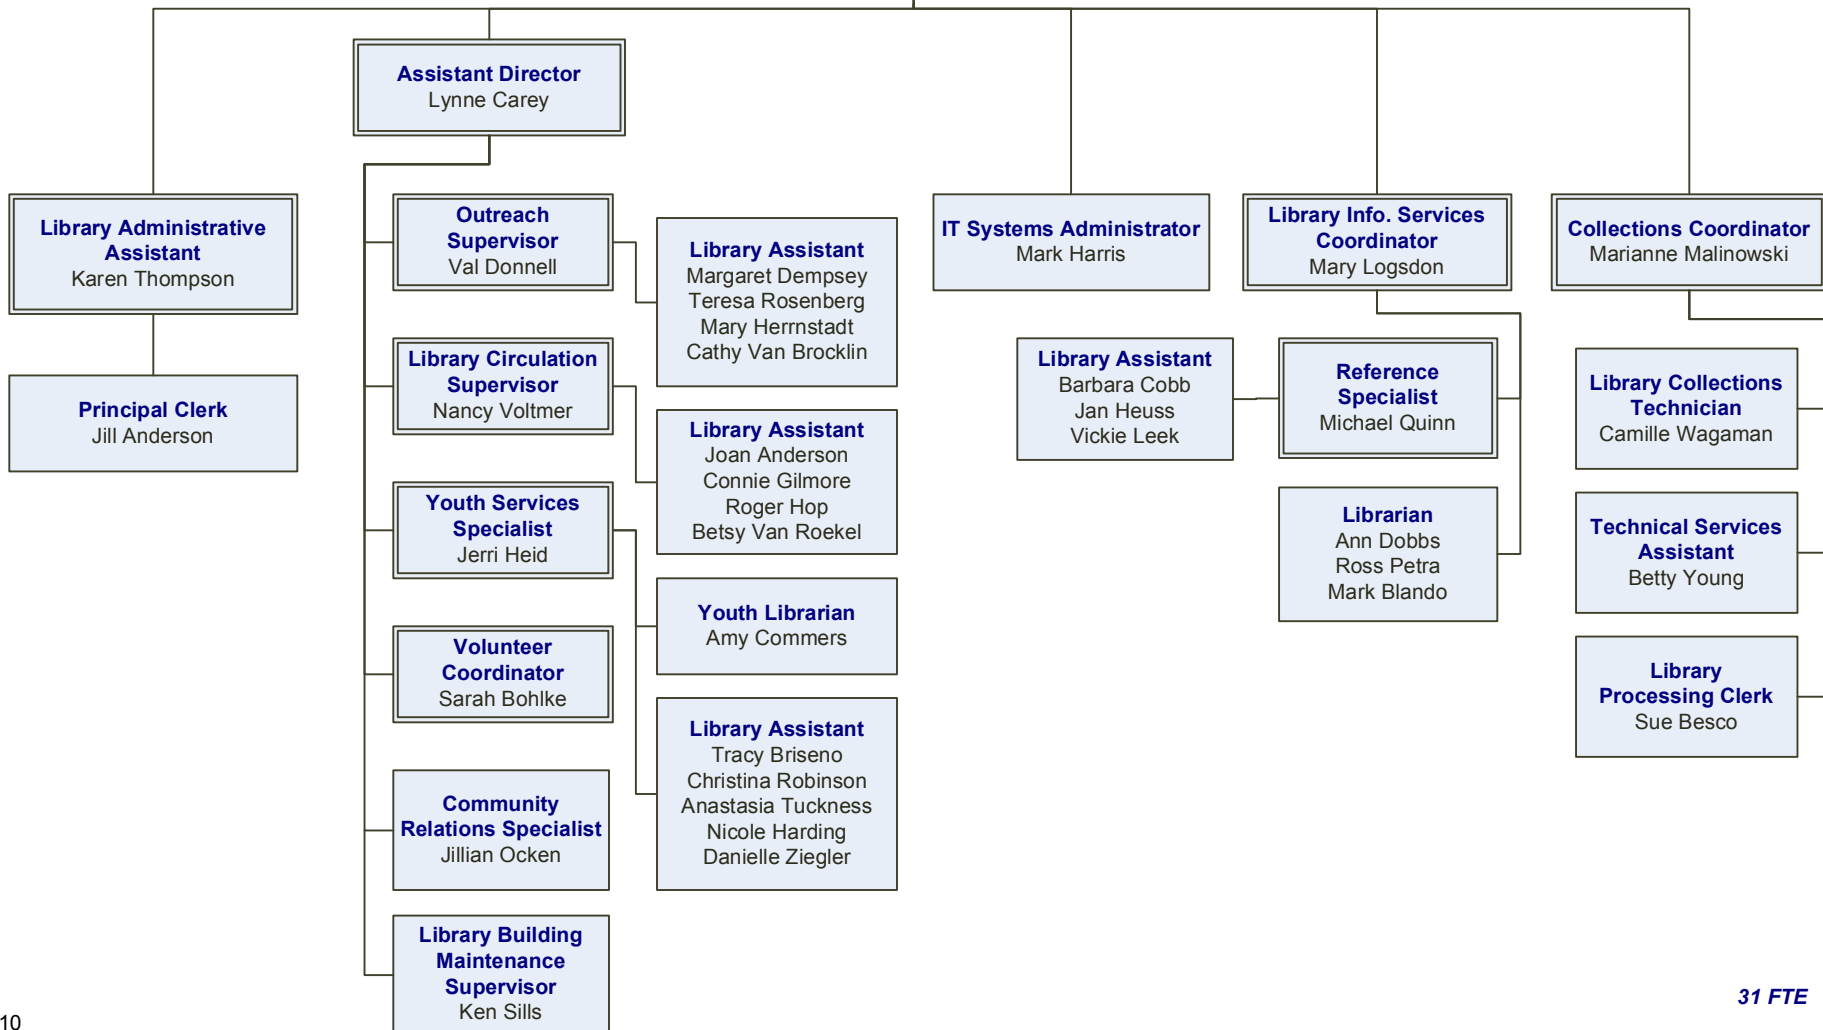 Assistant Director
Lynne Carey
Library Administrative
Assistant
Karen Thompson
Principal Clerk
Jill Anderson
Outreach
Supervisor
Val Donnell
Library Assistant
Margaret Dempsey
Teresa Rosenberg
Mary Herrnstadt
Cathy Van Brocklin
Library Circulation
Supervisor
Nancy Voltmer
Library Assistant
Joan Anderson
Connie Gilmore
Roger Hop
Betsy Van Roekel
Youth Services
Specialist
Jerri Heid
Youth Librarian
Amy Commers
Library Assistant
Tracy Briseno
Christina Robinson
Anastasia Tuckness
Nicole Harding
Danielle Ziegler
Volunteer
Coordinator
Sarah Bohlke
Community
Relations Specialist
Jillian Ocken
Library Building
Maintenance
Supervisor
Ken Sills
IT Systems Administrator
Mark Harris
Library Info. Services
Coordinator
Mary Logsdon
Library Assistant
Barbara Cobb
Jan Heuss
Vickie Leek
Reference
Specialist
Michael Quinn
Librarian
Ann Dobbs
Ross Petra
Mark Blando
Collections Coordinator
Marianne Malinowski
Library Collections
Technician
Camille Wagaman
Technical Services
Assistant
Betty Young
Library
Processing Clerk
Sue Besco
31 FTE
10